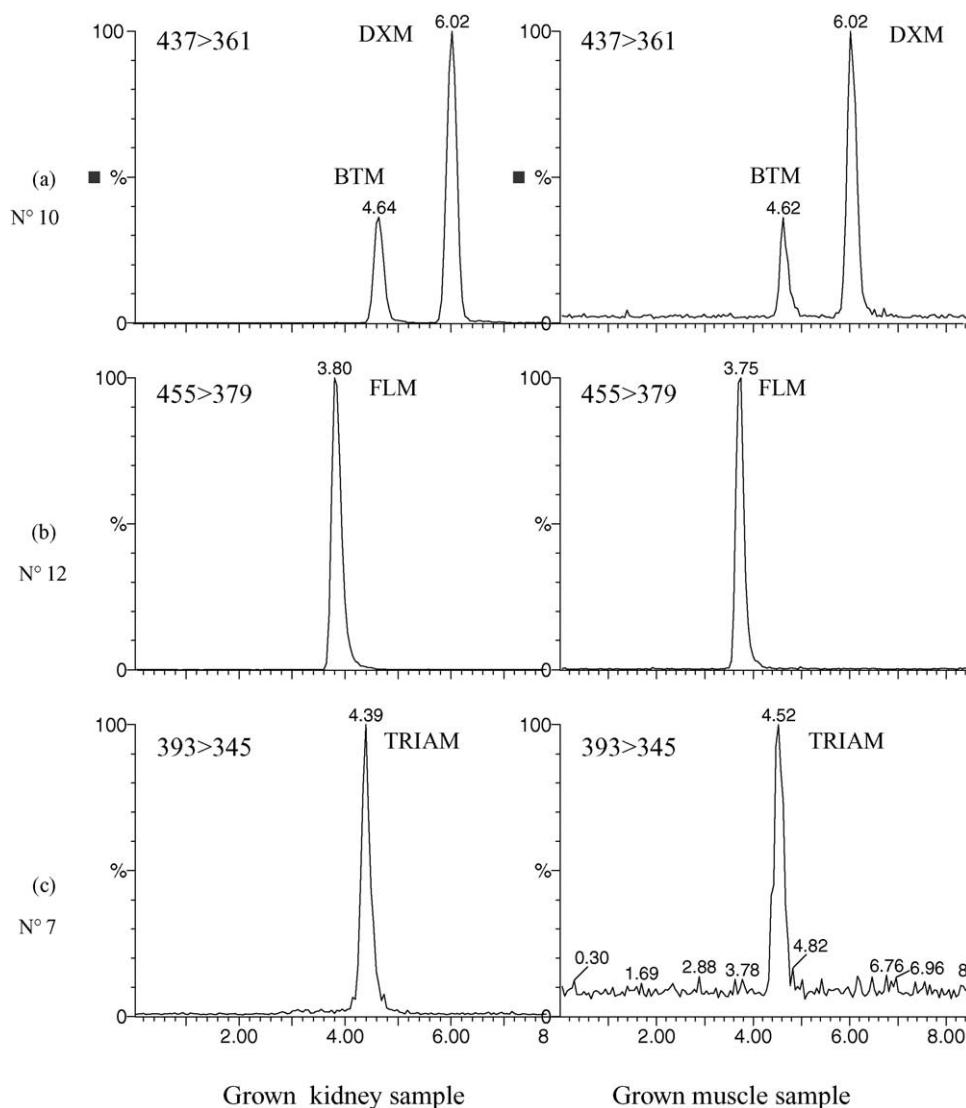 437>361
DXM
6.02
100
BTM
4.64
■ %
0
(a)
N° 10
437>361
6.02
DXM
100
BTM
4.62
■ %
0
455>379
3.80
FLM
100
%
0
(b)
N° 12
455>379
3.75
FLM
100
%
0
393>345
4.39
TRIAM
100
%
0
(c)
N° 7
2.00 4.00 6.00 8
393>345
4.52
TRIAM
100
%
0
0.30 1.69 2.88 3.78 4.82 6.76 6.96 8
2.00 4.00 6.00 8.00
Grown kidney sample
Grown muscle sample